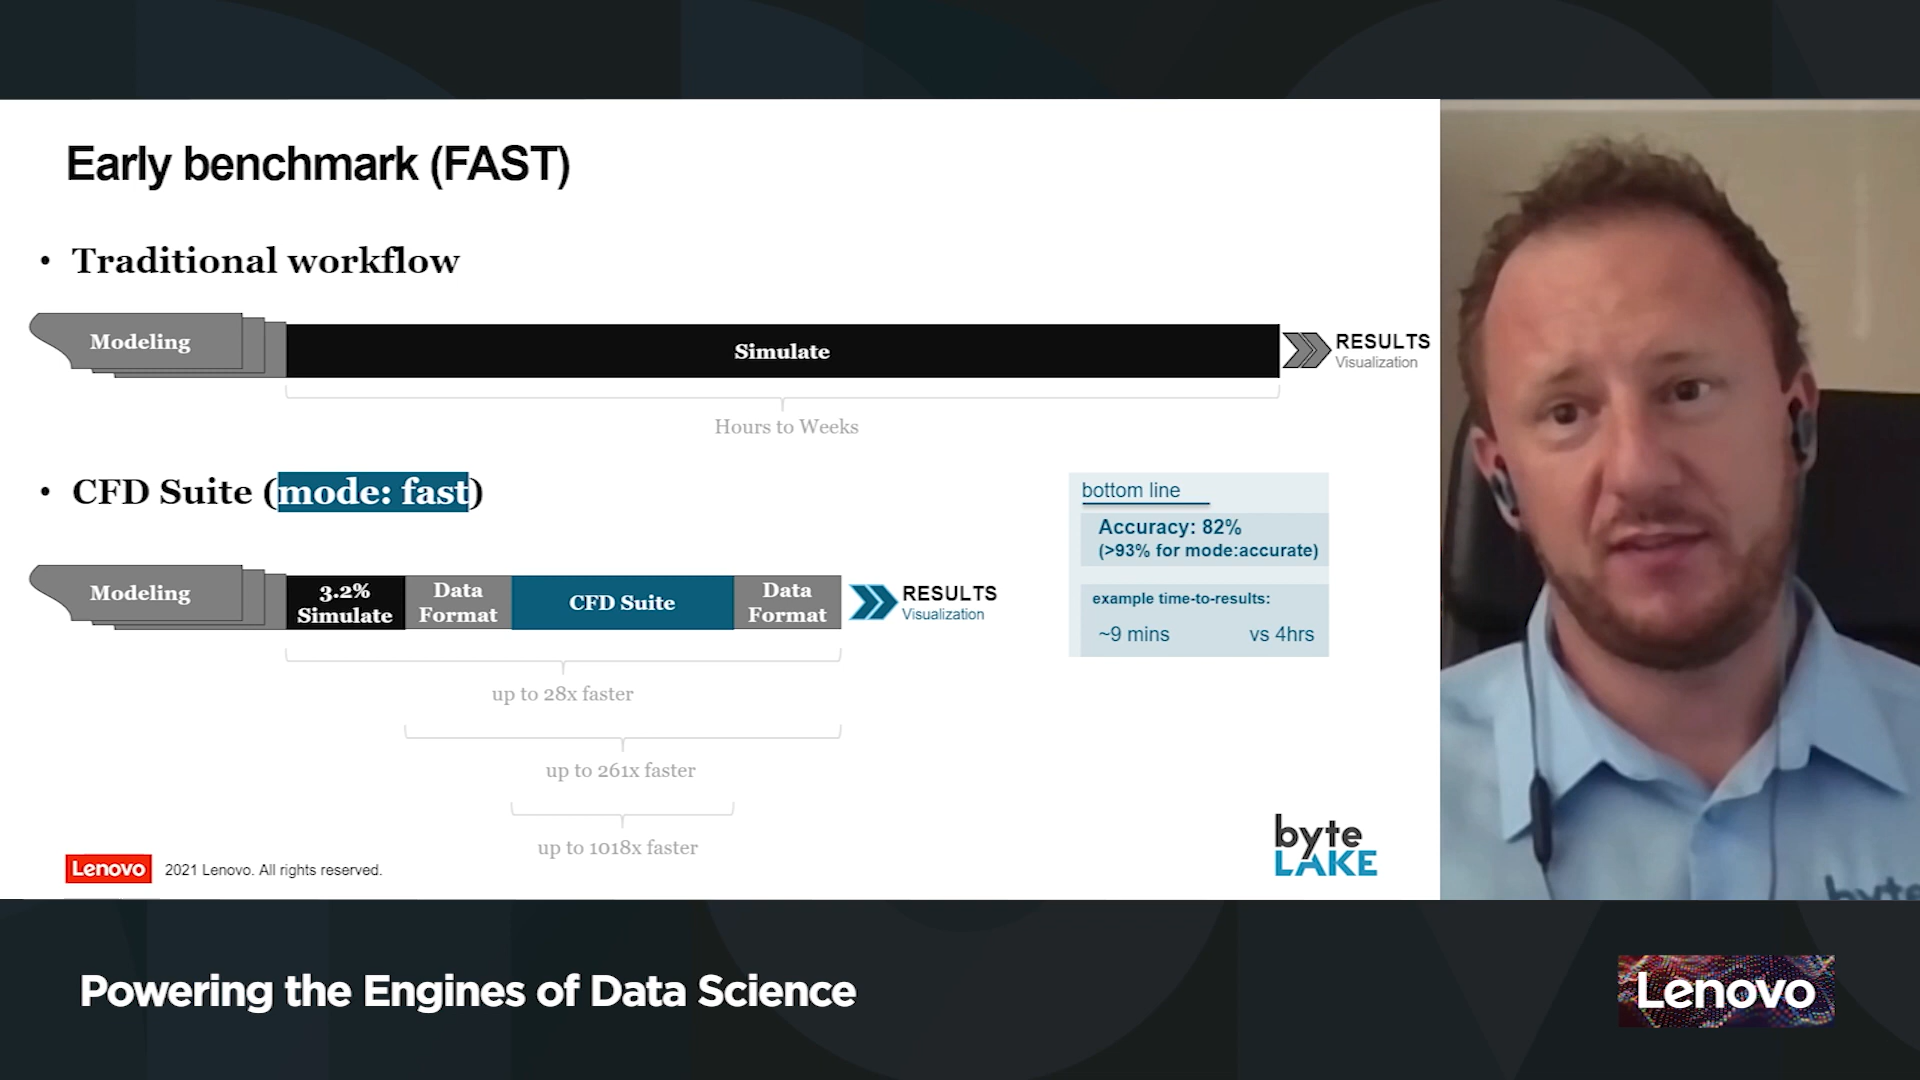 Early benchmark (FAST)
• Traditional workflow
Modeling
Simulate
RESULTS
Visualization
Hours to Weeks
• CFD Suite (mode: fast)
bottom line
Accuracy: 82%
(>93% for mode:accurate)
example time-to-results:
~9 mins vs 4hrs
Modeling
3.2%
Simulate
Data
Format
CFD Suite
Data
Format
RESULTS
Visualization
up to 28x faster
up to 261x faster
up to 1018x faster
byte
LAKE
Lenovo 2021 Lenovo. All rights reserved.
byte
Powering the Engines of Data Science
Lenovo